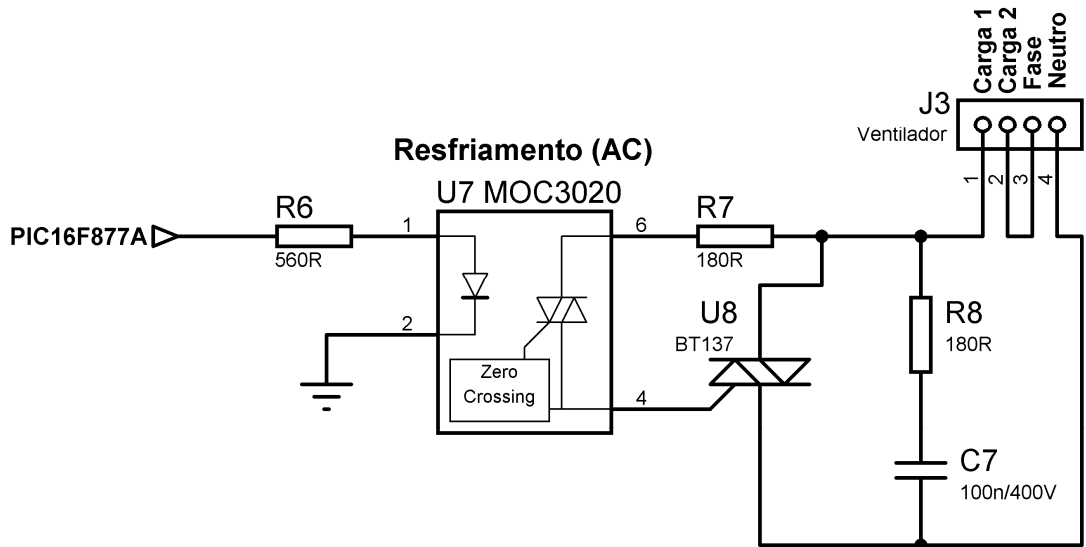 Carga 1
Carga 2
Fase
Neutro
J3
Ventilador
1
2
3
4
Resfriamento (AC)
U7 MOC3020
PIC16F877A
R6
560R
1
2
Zero
Crossing
6
4
R7
180R
U8
BT137
R8
180R
C7
100n/400V